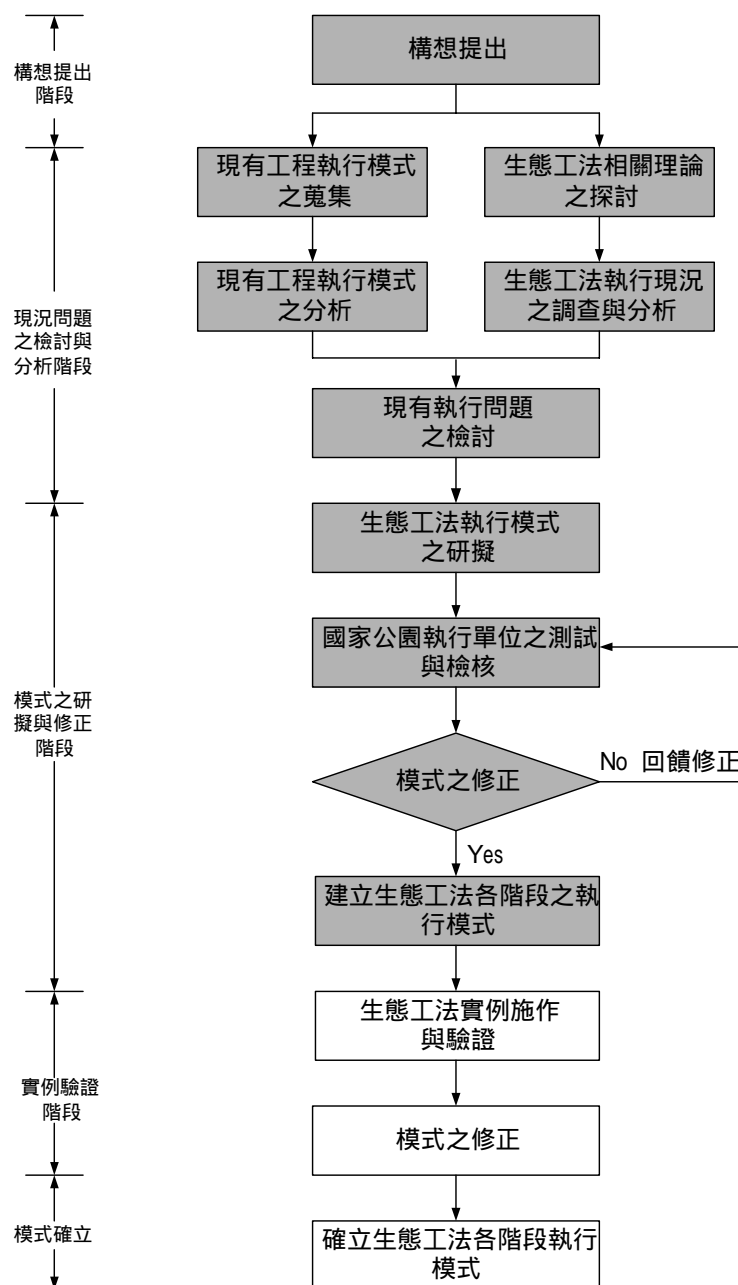 構想提出
階段
構想提出
現有工程執行模式
之蒐集
生態工法相關理論
之探討
現況問題
之檢討與
分析階段
現有工程執行模式
之分析
生態工法執行現況
之調查與分析
現有執行問題
之檢討
模式之研
擬與修正
階段
生態工法執行模式
之研擬
國家公園執行單位之測試
與檢核
模式之修正
No 回饋修正
Yes
建立生態工法各階段之執
行模式
實例驗證
階段
生態工法實例施作
與驗證
模式之修正
模式確立
確立生態工法各階段執行
模式